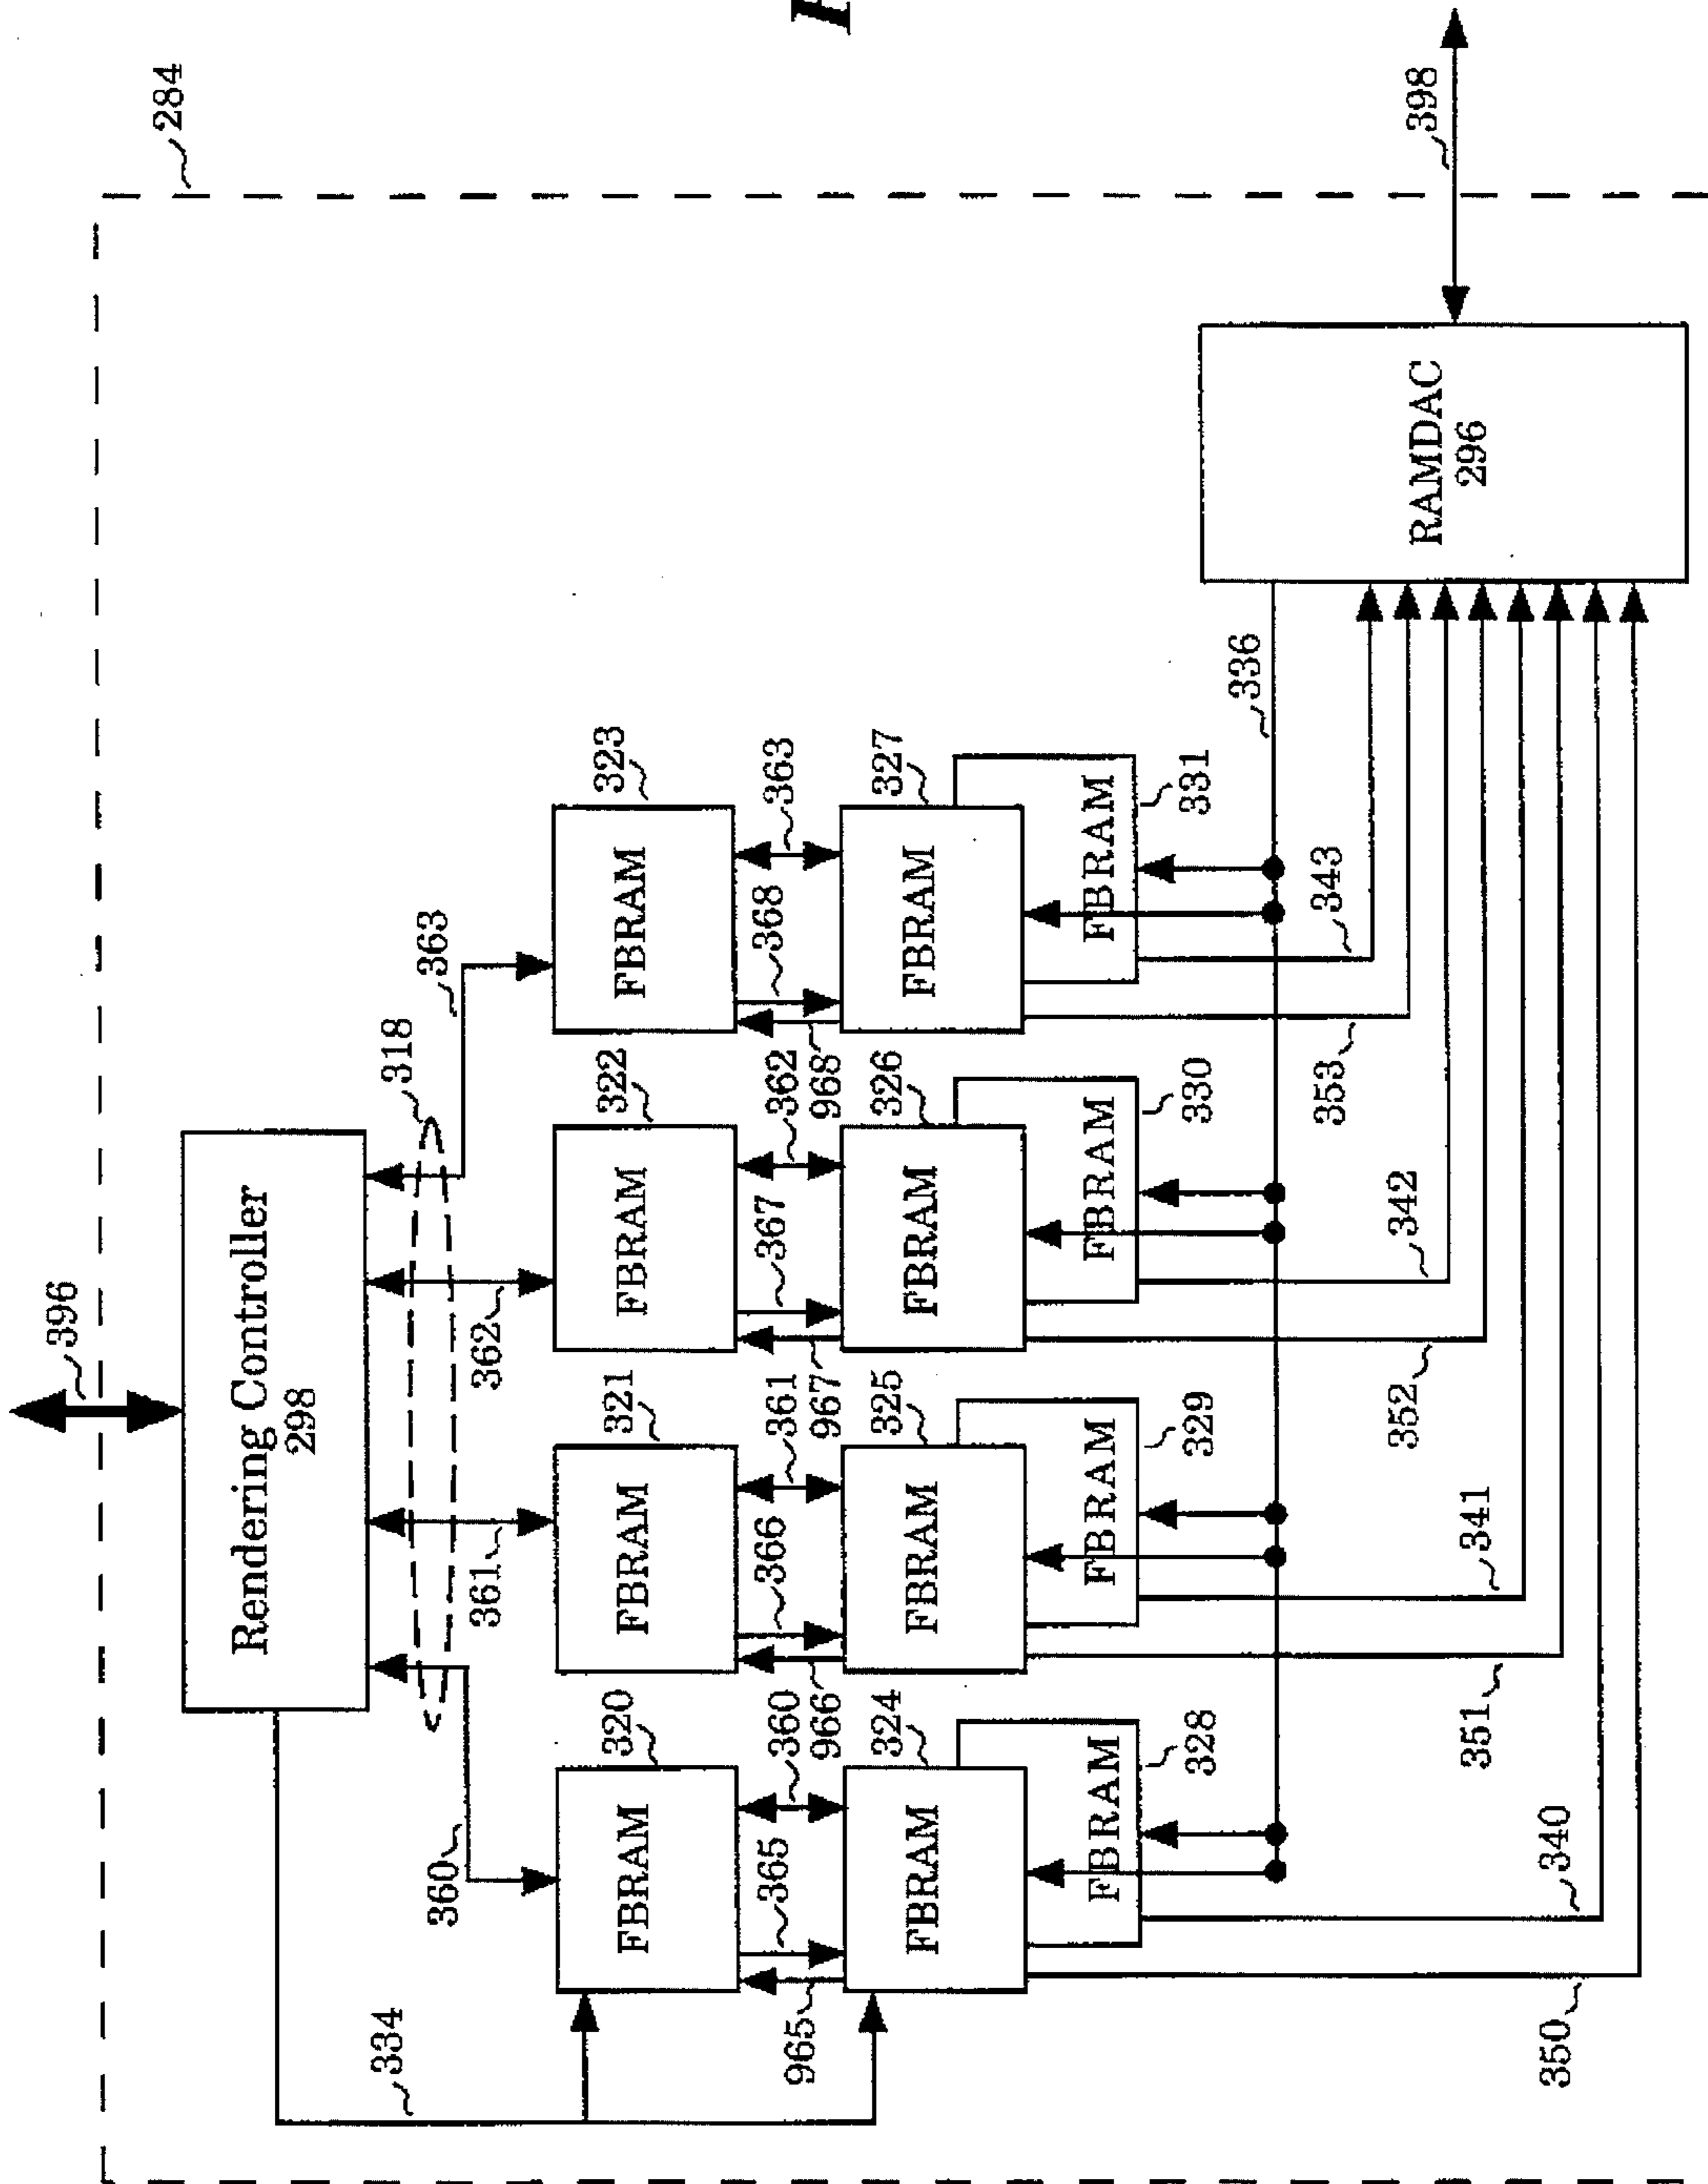 F
284
396
398
Rendering Controller
298
318
363
334
360
361
362
320
321
322
323
FBRAM
FBRAM
FBRAM
FBRAM
365
360
366
361
367
362
368
363
965
966
967
968
324
325
326
327
FBRAM
FBRAM
FBRAM
FBRAM
FBRAM
FBRAM
FBRAM
FBRAM
328
329
330
331
336
RAMDAC
296
350
340
351
341
352
342
353
343